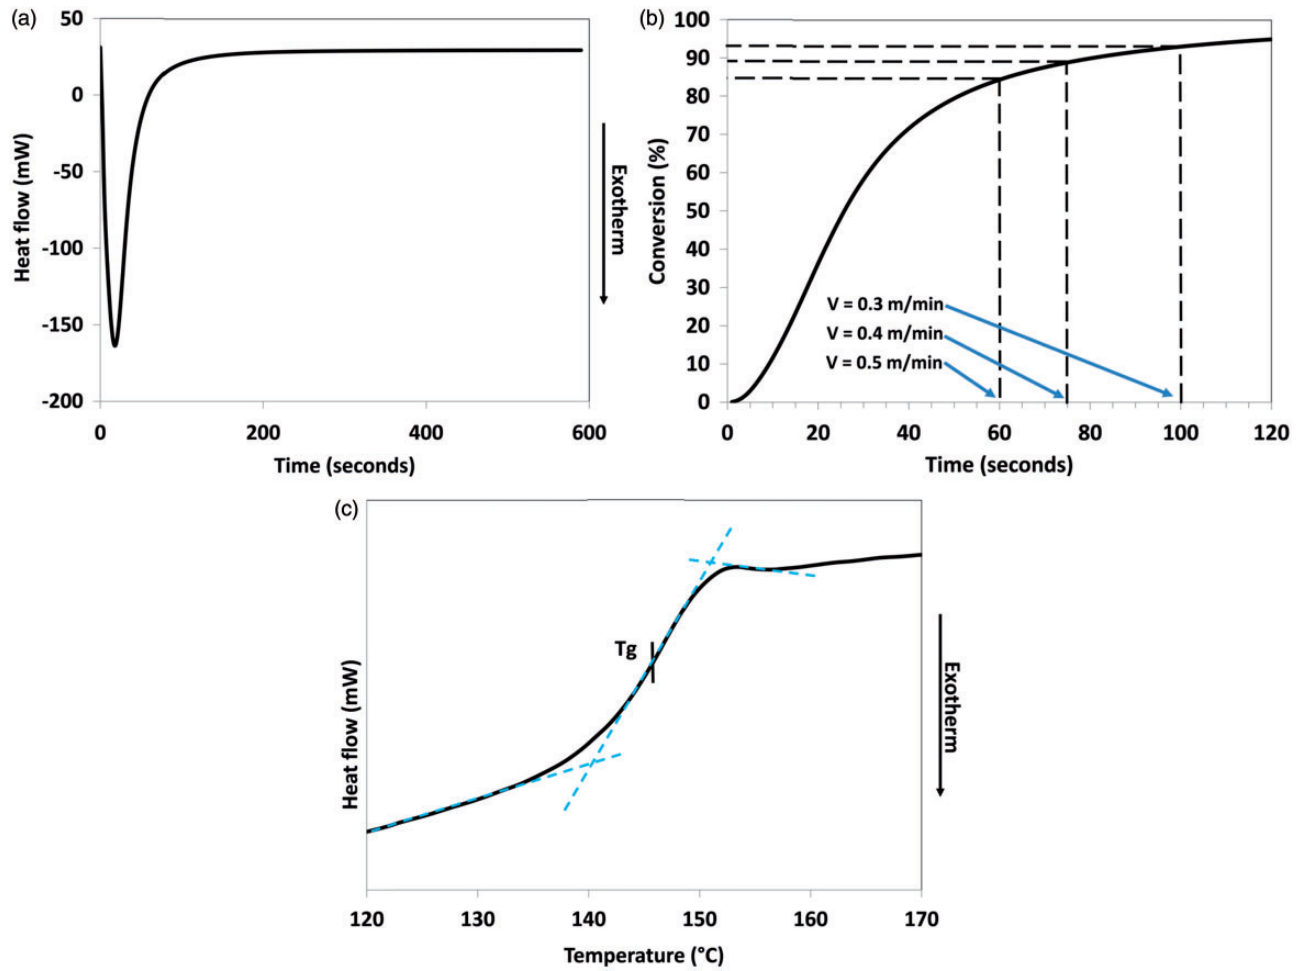 (a)
50
0
-50
-100
-150
-200
Heat flow (mW)
0
200
400
600
Time (seconds)
Exotherm
(b)
100
90
80
70
60
50
40
30
20
10
0
Conversion (%)
V = 0.3 m/min
V = 0.4 m/min
V = 0.5 m/min
0
20
40
60
80
100
120
Time (seconds)
(c)
Heat flow (mW)
Tg
Exotherm
120
130
140
150
160
170
Temperature (°C)